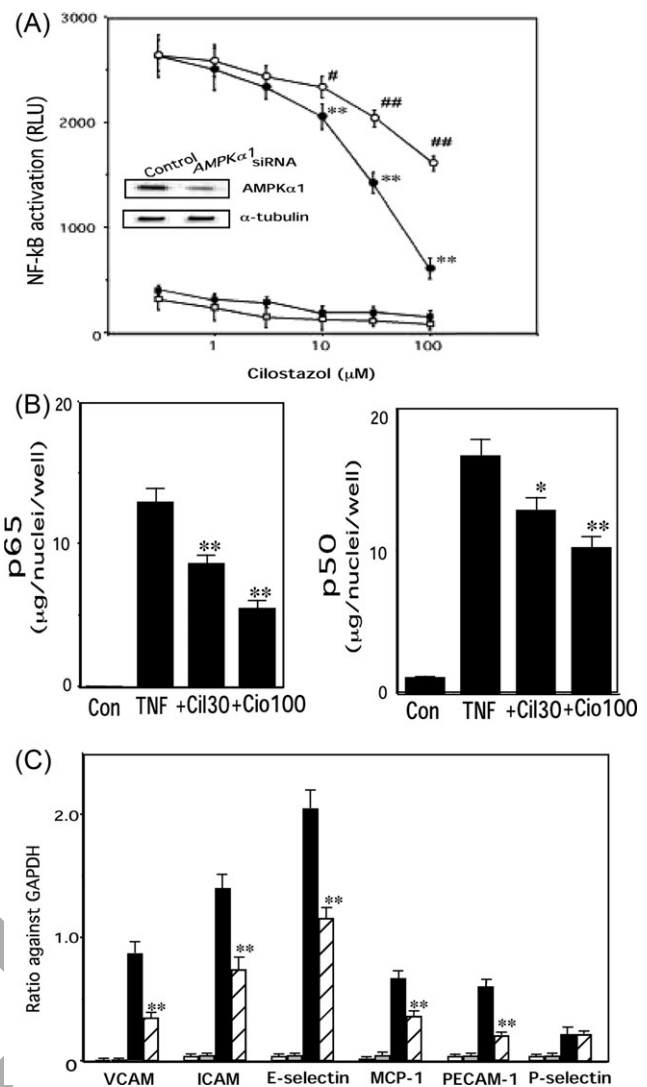 (A)
3000
2000
1000
0
NF-kB activation (RLU)
#
##
##
**
**
**
Control
AMPKα1 siRNA
AMPKα1
α-tubulin
1
10
100
Cilostazol (μM)
(B)
20
10
0
p65
(μg/nuclei/well)
**
**
Con TNF +Cil30 +Cio100
20
10
0
p50
(μg/nuclei/well)
*
**
Con TNF +Cil30 +Cio100
(C)
2.0
1.0
0
Ratio against GAPDH
**
**
**
**
**
VCAM ICAM E-selectin MCP-1 PECAM-1 P-selectin